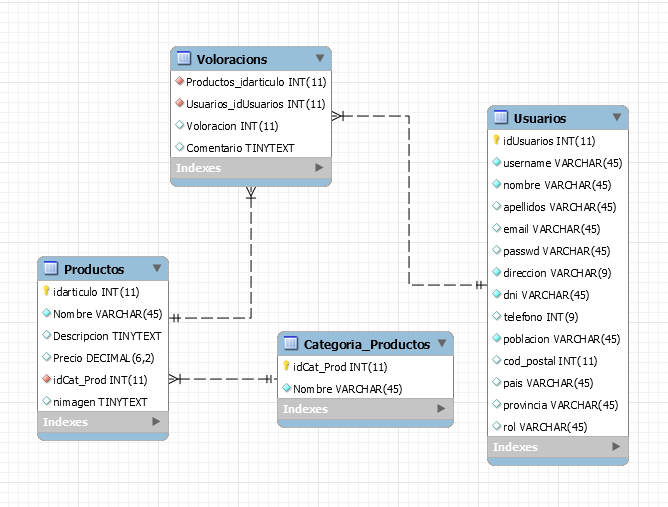 Voloracions
Productos_idarticulo INT(11)
Usuarios_idUsuarios INT(11)
Voloracion INT(11)
Comentario TINYTEXT
Indexes
Usuarios
idUsuarios INT(11)
username VARCHAR(45)
nombre VARCHAR(45)
apellidos VARCHAR(45)
email VARCHAR(45)
passwd VARCHAR(45)
direccion VARCHAR(9)
dni VARCHAR(45)
telefono INT(9)
poblacion VARCHAR(45)
cod_postal INT(11)
pais VARCHAR(45)
provincia VARCHAR(45)
rol VARCHAR(45)
Indexes
Productos
idarticulo INT(11)
Nombre VARCHAR(45)
Descripcion TINYTEXT
Precio DECIMAL(6,2)
idCat_Prod INT(11)
nimagen TINYTEXT
Indexes
Categoria_Productos
idCat_Prod INT(11)
Nombre VARCHAR(45)
Indexes